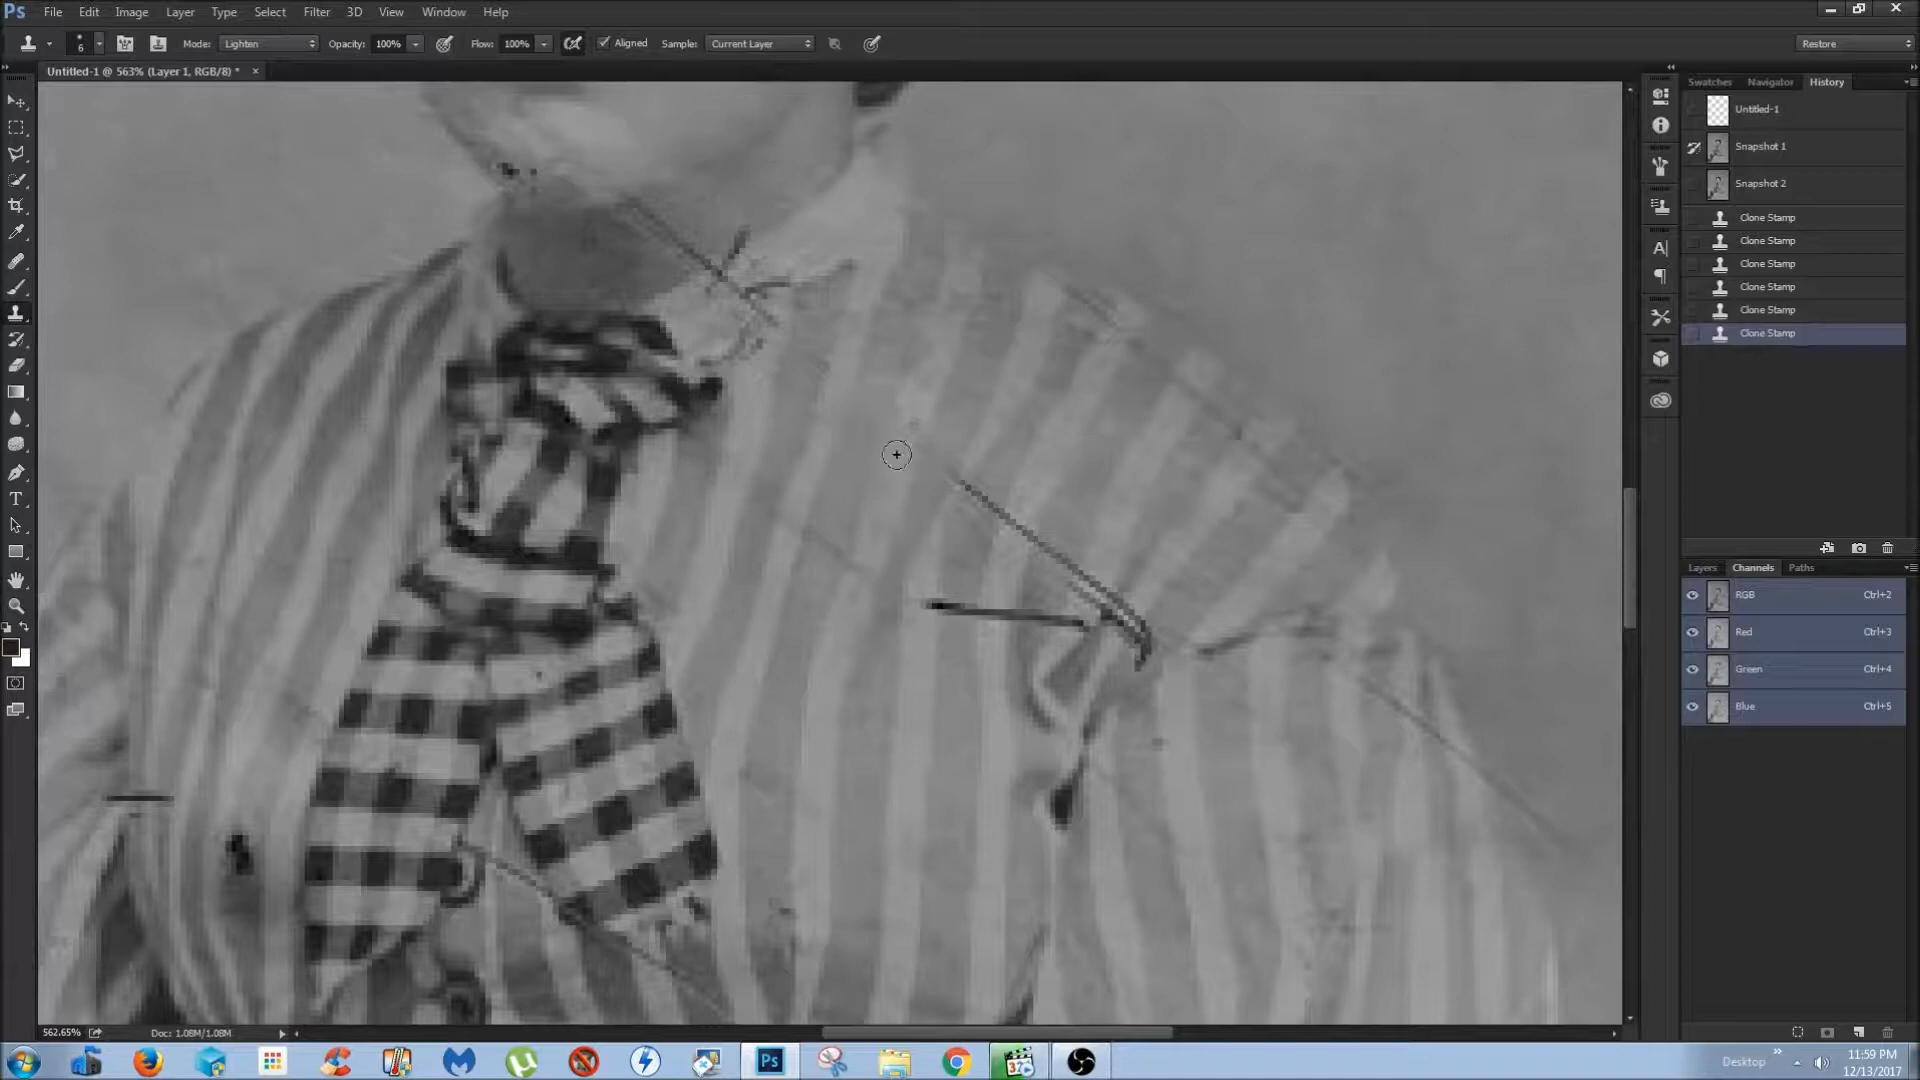 Ps File Edit Image Layer Type Select Filter 3D View Window Help
6 Mode: Lighten Opacity: 100% Flow: 100% Aligned Sample: Current Layer Restore
Untitled-1 @ 563% (Layer 1, RGB/8) * ×
Swatches Navigator History
Untitled-1
Snapshot 1
Snapshot 2
Clone Stamp
Clone Stamp
Clone Stamp
Clone Stamp
Clone Stamp
Clone Stamp
Layers Channels Paths
RGB Ctrl+2
Red Ctrl+3
Green Ctrl+4
Blue Ctrl+5
562.65% Doc: 1.08M/1.08M
Ps
Desktop
11:59 PM
12/13/2017